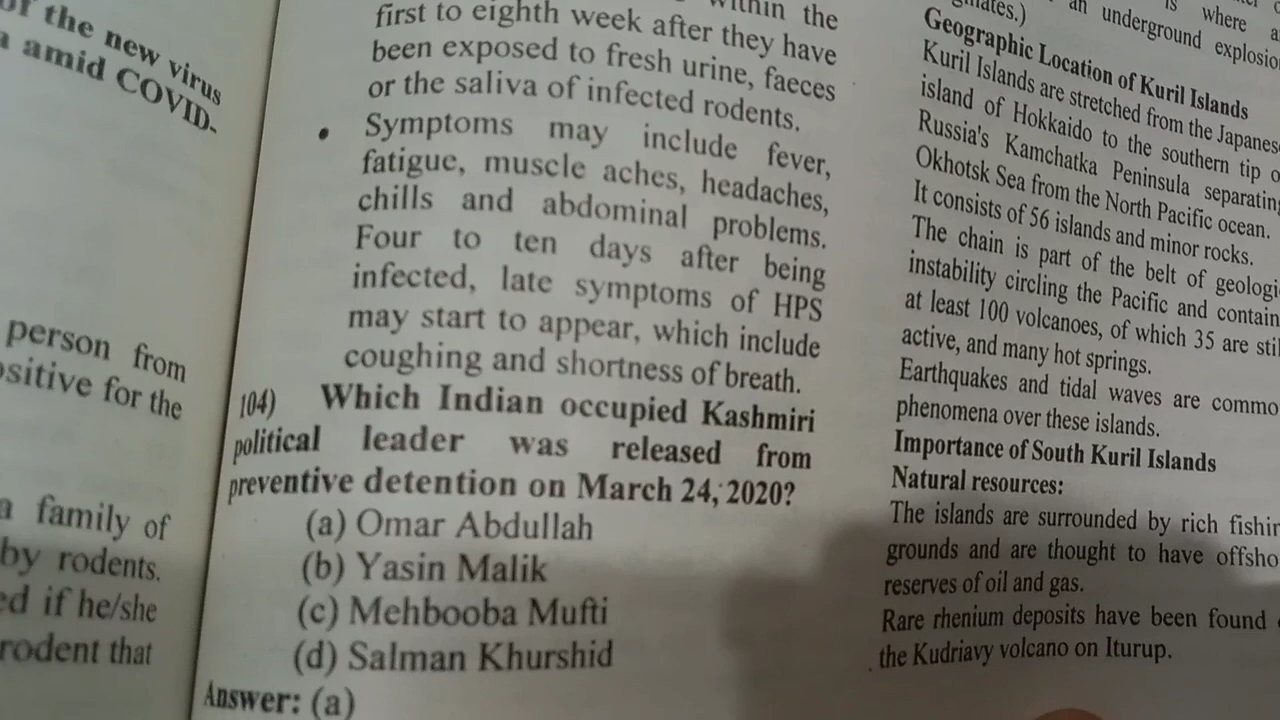 of the new virus
amid COVID-
person from
positive for the
a family of
by rodents.
ed if he/she
rodent that
within the
first to eighth week after they have
been exposed to fresh urine, faeces
or the saliva of infected rodents.
• Symptoms may include fever,
fatigue, muscle aches, headaches,
chills and abdominal problems.
Four to ten days after being
infected, late symptoms of HPS
may start to appear, which include
coughing and shortness of breath.
104) Which Indian occupied Kashmiri
political leader was released from
preventive detention on March 24, 2020?
(a) Omar Abdullah
(b) Yasin Malik
(c) Mehbooba Mufti
(d) Salman Khurshid
Answer: (a)
is where a
an underground explosio
Geographic Location of Kuril Islands
Kuril Islands are stretched from the Japanes
island of Hokkaido to the southern tip o
Russia's Kamchatka Peninsula separating
Okhotsk Sea from the North Pacific ocean.
It consists of 56 islands and minor rocks.
The chain is part of the belt of geologi
instability circling the Pacific and contain
at least 100 volcanoes, of which 35 are stil
active, and many hot springs.
Earthquakes and tidal waves are commo
phenomena over these islands.
Importance of South Kuril Islands
Natural resources:
The islands are surrounded by rich fishin
grounds and are thought to have offsho
reserves of oil and gas.
Rare rhenium deposits have been found
the Kudriavy volcano on Iturup.